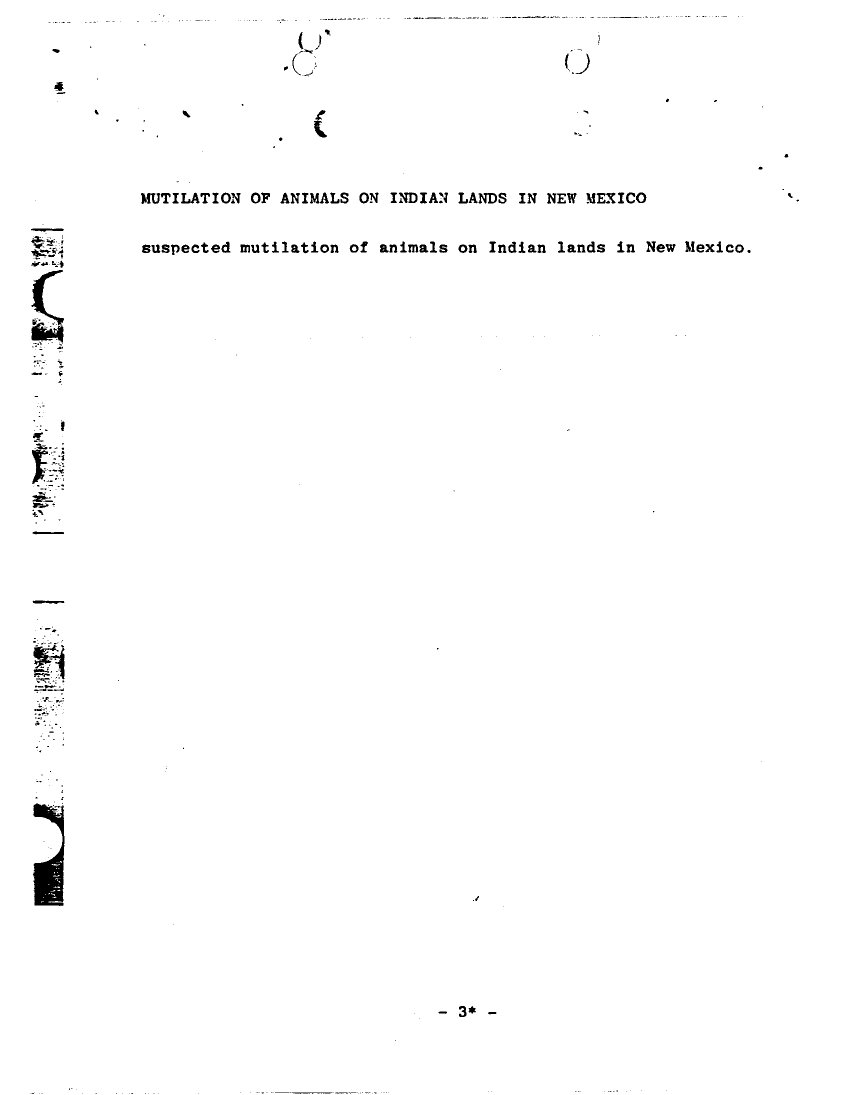 MUTILATION OF ANIMALS ON INDIAN LANDS IN NEW MEXICO
suspected mutilation of animals on Indian lands in New Mexico.
- 3* -